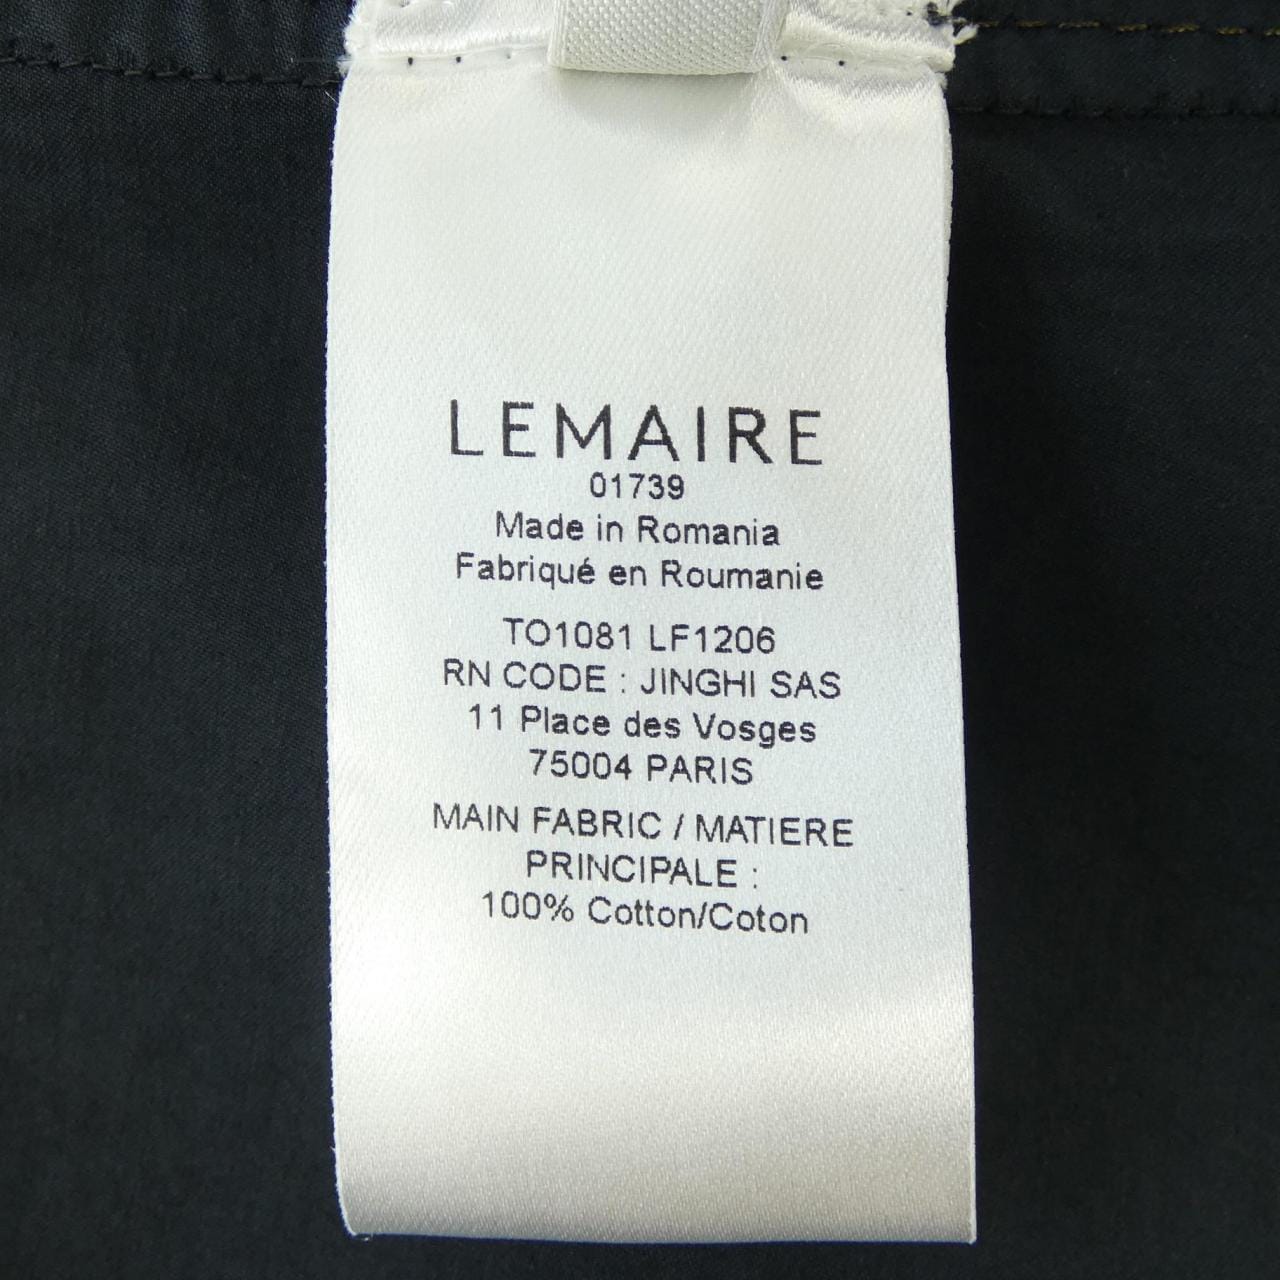 LEMAIRE
01739
Made in Romania
Fabriqué en Roumanie
TO1081 LF1206
RN CODE : JINGHI SAS
11 Place des Vosges
75004 PARIS
MAIN FABRIC / MATIERE
PRINCIPALE :
100% Cotton/Coton